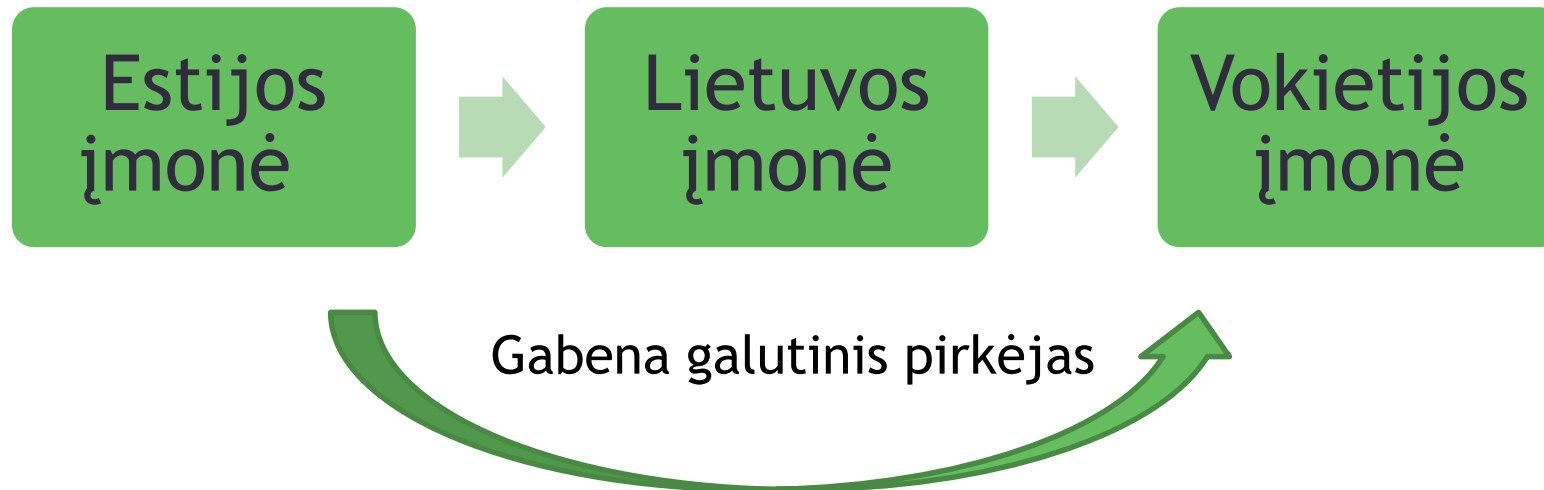 Estijos
įmonė
Lietuvos
įmonė
Vokietijos
įmonė
Gabena galutinis pirkėjas